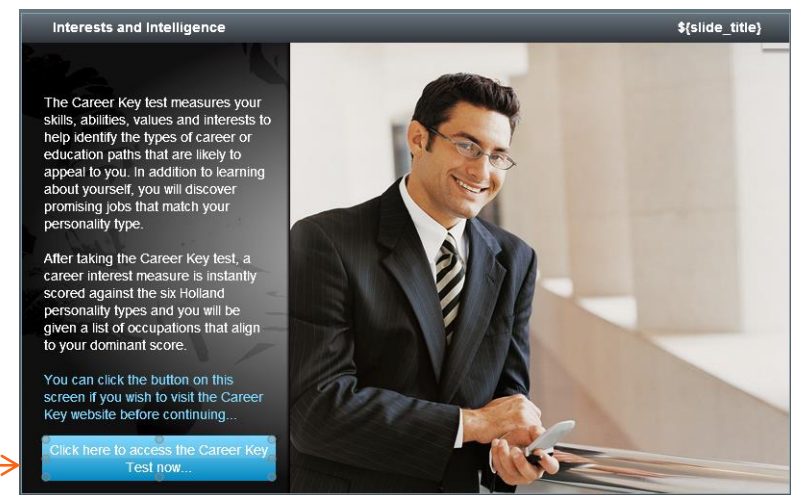 Interests and Intelligence
${slide_title}
The Career Key test measures your
skills, abilities, values and interests to
help identify the types of career or
education paths that are likely to
appeal to you. In addition to learning
about yourself, you will discover
promising jobs that match your
personality type.
After taking the Career Key test, a
career interest measure is instantly
scored against the six Holland
personality types and you will be
given a list of occupations that align
to your dominant score.
You can click the button on this
screen if you wish to visit the Career
Key website before continuing...
Click here to access the Career Key
Test now...